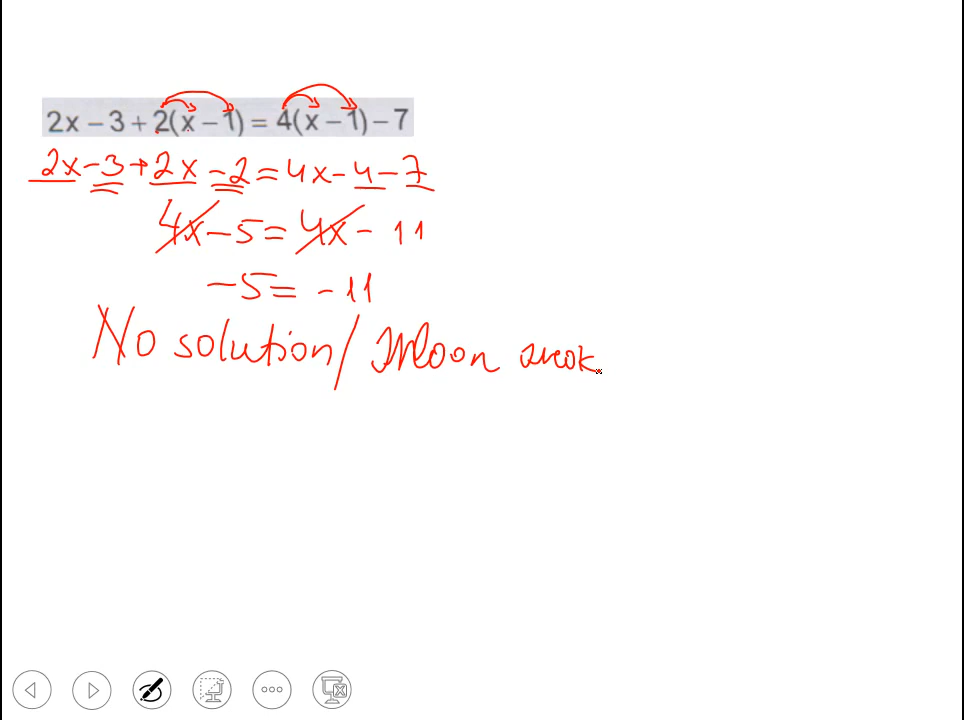 2x – 3 + 2(x – 1) = 4(x – 1) – 7
2x - 3 + 2x - 2 = 4x - 4 - 7
4x - 5 = 4x - 11
-5 = -11
No solution /